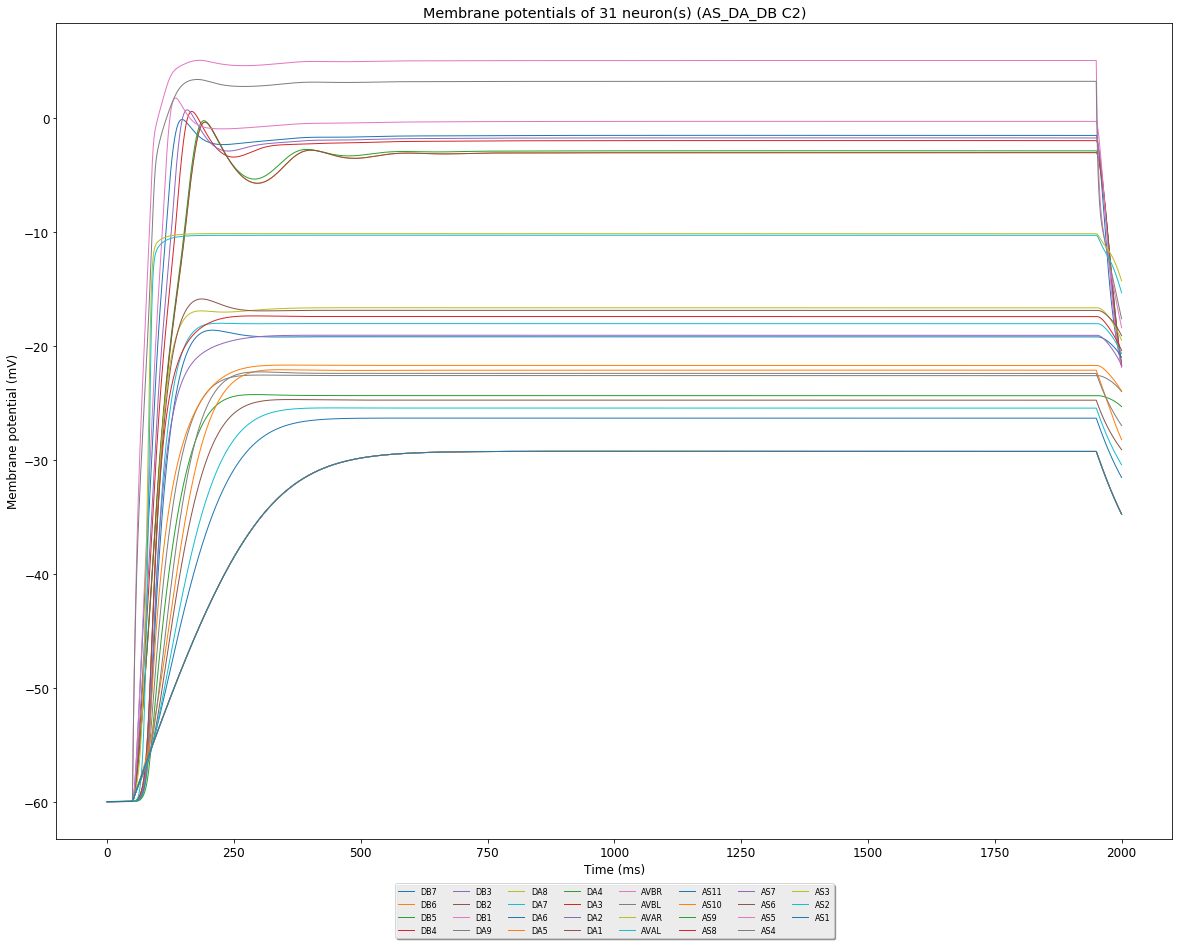 Membrane potentials of 31 neuron(s) (AS_DA_DB C2)
Membrane potential (mV)
0
−10
−20
−30
−40
−50
−60
0 250 500 750 1000 1250 1500 1750 2000
Time (ms)
DB7 DB3 DA8 DA4 AVBR AS11 AS7 AS3
DB6 DB2 DA7 DA3 AVBL AS10 AS6 AS2
DB5 DB1 DA6 DA2 AVAR AS9 AS5 AS1
DB4 DA9 DA5 DA1 AVAL AS8 AS4